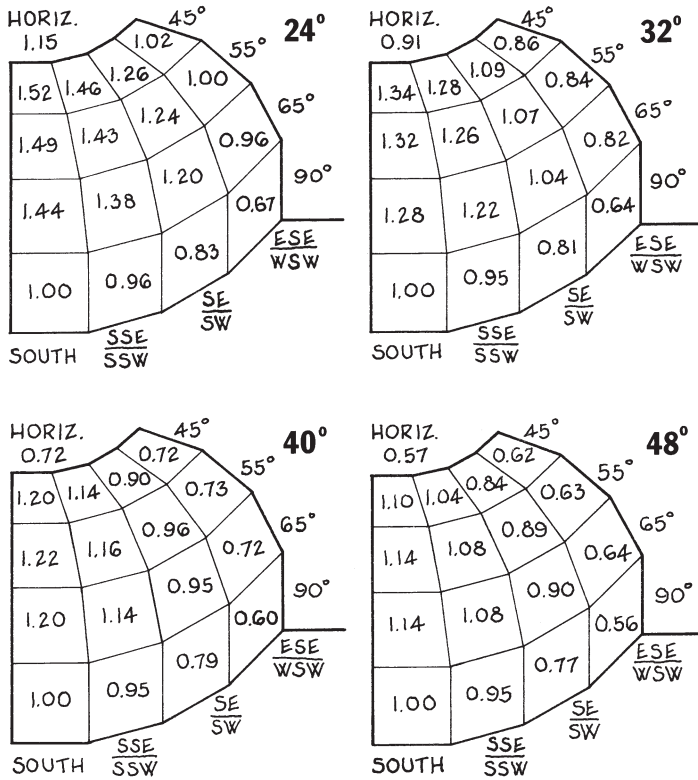 HORIZ.
1.15
45°
24°
1.02
55°
1.52 1.46 1.26 1.00
65°
1.49 1.43 1.24 0.96
90°
1.44 1.38 1.20 0.67
ESE
WSW
1.00 0.96 0.83
SE
SW
SSE
SSW
SOUTH
HORIZ.
0.91
45°
32°
0.86
55°
1.34 1.28 1.09 0.84
65°
1.32 1.26 1.07 0.82
90°
1.28 1.22 1.04 0.64
ESE
WSW
1.00 0.95 0.81
SE
SW
SSE
SSW
SOUTH
HORIZ.
0.72
45°
40°
0.72
55°
1.20 1.14 0.90 0.73
65°
1.22 1.16 0.96 0.72
90°
1.20 1.14 0.95 0.60
ESE
WSW
1.00 0.95 0.79
SE
SW
SSE
SSW
SOUTH
HORIZ.
0.57
45°
48°
0.62
55°
1.10 1.04 0.84 0.63
65°
1.14 1.08 0.89 0.64
90°
1.14 1.08 0.90 0.56
ESE
WSW
1.00 0.95 0.77
SE
SW
SSE
SSW
SOUTH